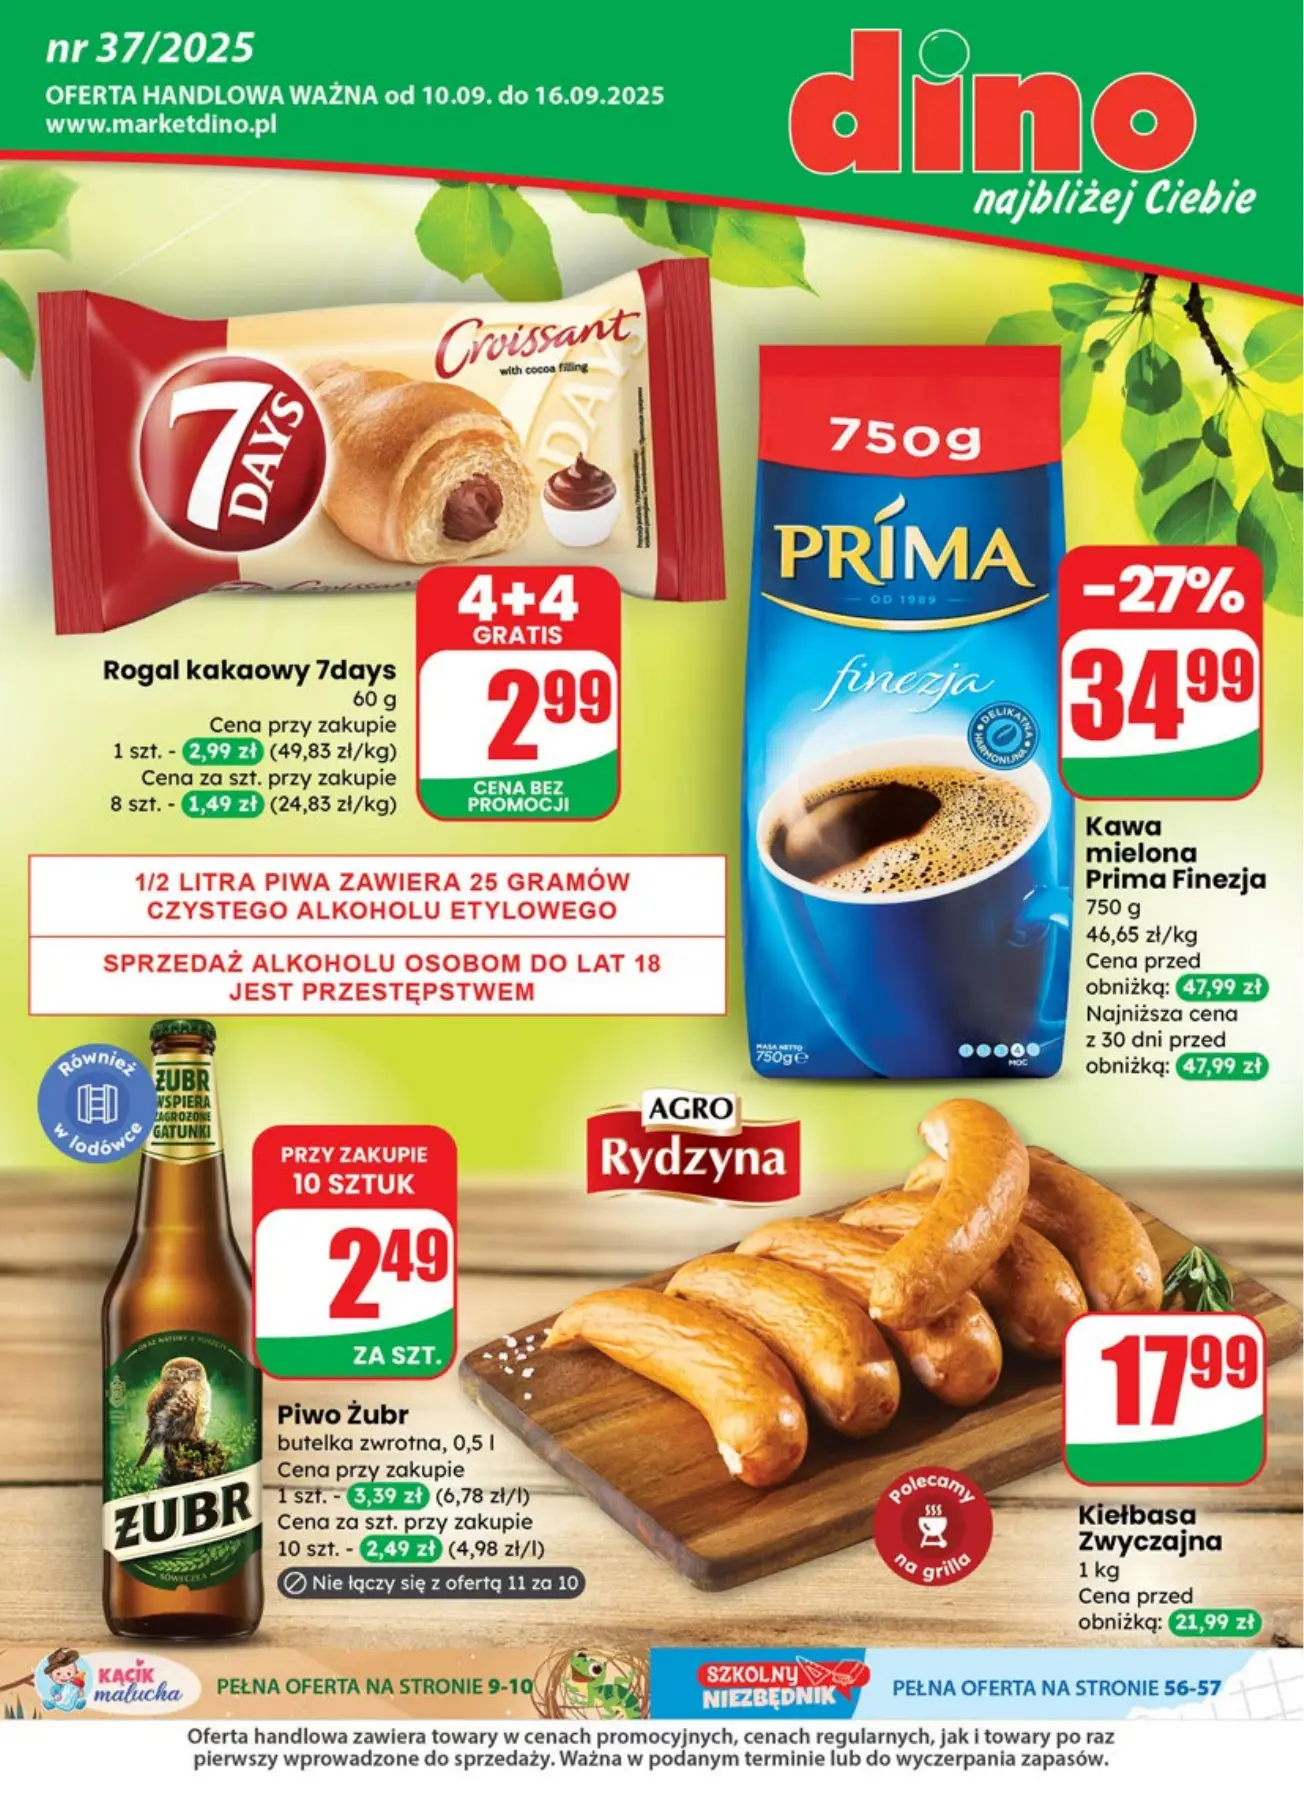 nr 37/2025
OFERTA HANDLOWA WAŻNA od 10.09. do 16.09.2025
www.marketdino.pl
dino
najbliżej Ciebie
7 DAYS
Croissant
with cocoa filling
4+4
GRATIS
2 99
CENA BEZ
PROMOCJI
Rogal kakaowy 7days
60 g
Cena przy zakupie
1 szt. - 2,99 zł (49,83 zł/kg)
Cena za szt. przy zakupie
8 szt. - 1,49 zł (24,83 zł/kg)
750g
PRÍMA
OD 1989
finezja
DELIKATNA
HARMONIJNA
MASA NETTO
750g e
4
MOC
-27%
34 99
Kawa
mielona
Prima Finezja
750 g
46,65 zł/kg
Cena przed
obniżką: 47,99 zł
Najniższa cena
z 30 dni przed
obniżką: 47,99 zł
1/2 LITRA PIWA ZAWIERA 25 GRAMÓW
CZYSTEGO ALKOHOLU ETYLOWEGO
SPRZEDAŻ ALKOHOLU OSOBOM DO LAT 18
JEST PRZESTĘPSTWEM
Również
w lodówce
ŻUBR
WSPIERA
ZAGROŻONE
GATUNKI
ŻUBR
PRZY ZAKUPIE
10 SZTUK
2 49
ZA SZT.
Piwo Żubr
butelka zwrotna, 0,5 l
Cena przy zakupie
1 szt. - 3,39 zł (6,78 zł/l)
Cena za szt. przy zakupie
10 szt. - 2,49 zł (4,98 zł/l)
Nie łączy się z ofertą 11 za 10
AGRO
Rydzyna
Polecamy
na grilla
17 99
Kiełbasa
Zwyczajna
1 kg
Cena przed
obniżką: 21,99 zł
KĄCIK
malucha
PEŁNA OFERTA NA STRONIE 9-10
SZKOLNY
NIEZBĘDNIK
PEŁNA OFERTA NA STRONIE 56-57
Oferta handlowa zawiera towary w cenach promocyjnych, cenach regularnych, jak i towary po raz
pierwszy wprowadzone do sprzedaży. Ważna w podanym terminie lub do wyczerpania zapasów.